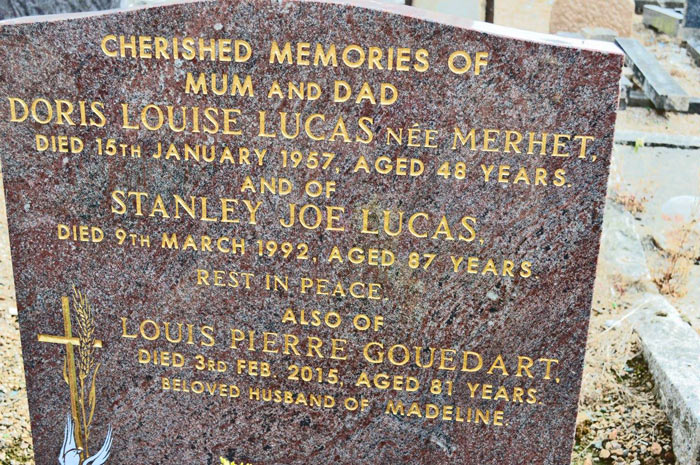 CHERISHED MEMORIES OF
MUM AND DAD
DORIS LOUISE LUCAS NÉE MERHET,
DIED 15TH JANUARY 1957, AGED 48 YEARS.
AND OF
STANLEY JOE LUCAS,
DIED 9TH MARCH 1992, AGED 87 YEARS.
REST IN PEACE.
ALSO OF
LOUIS PIERRE GOUEDART,
DIED 3RD FEB. 2015, AGED 81 YEARS.
BELOVED HUSBAND OF MADELINE.